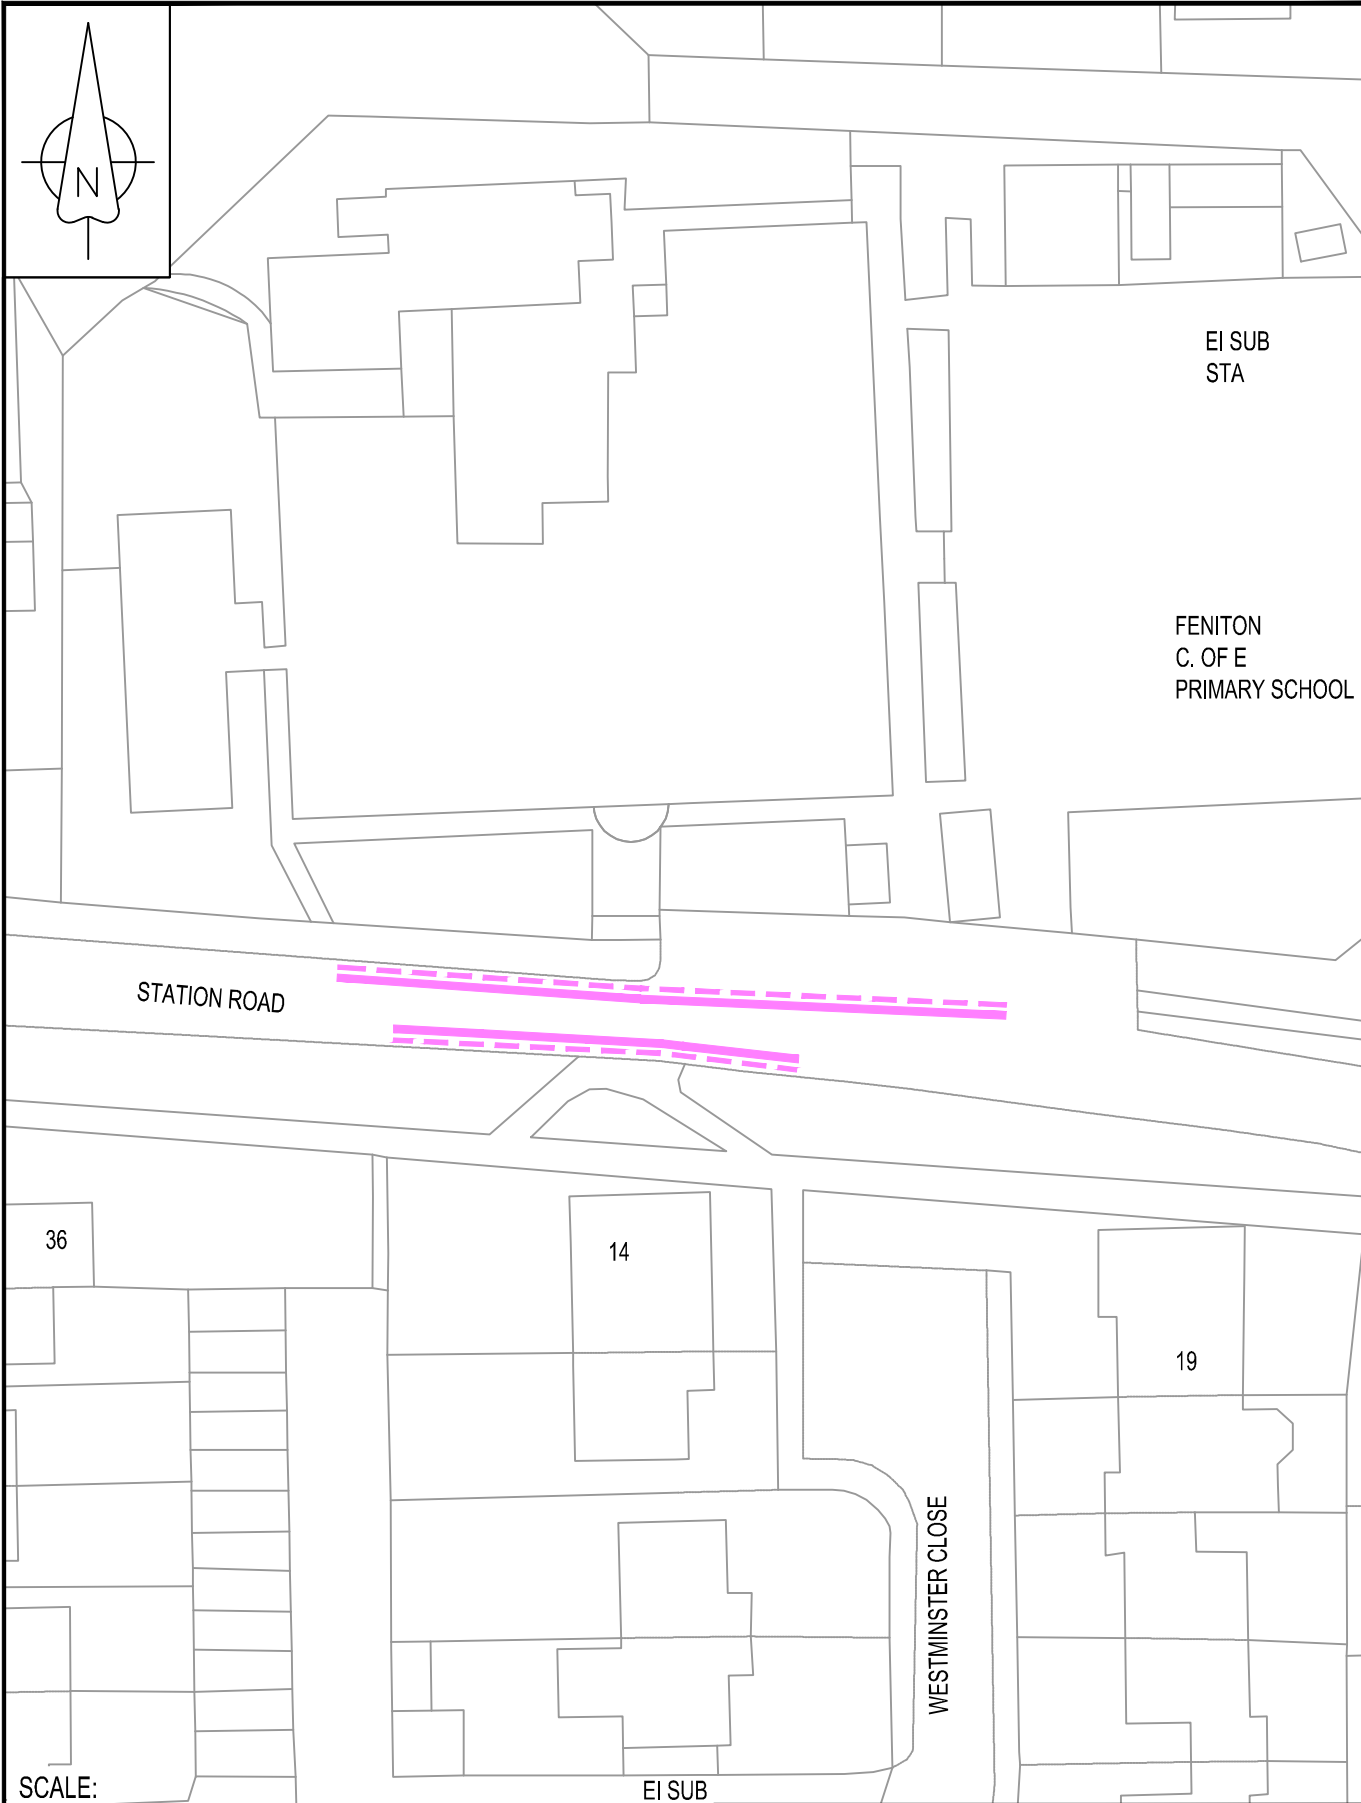 N
EI SUB
STA
FENITON
C. OF E
PRIMARY SCHOOL
STATION ROAD
36
14
19
WESTMINSTER CLOSE
SCALE:
EI SUB